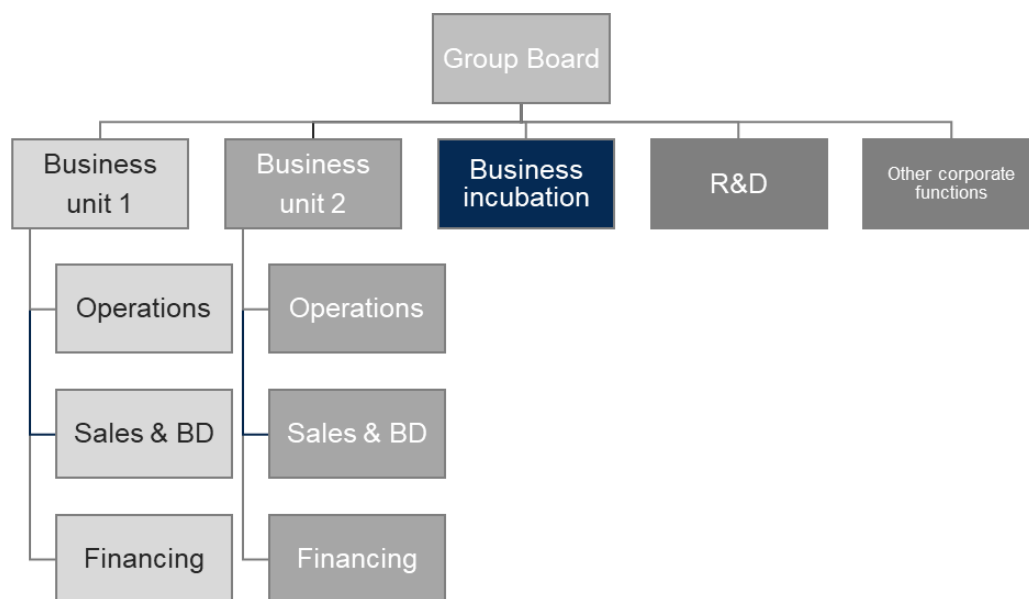 Group Board
Business
unit 1
Business
unit 2
Business
incubation
R&D
Other corporate
functions
Operations
Operations
Sales & BD
Sales & BD
Financing
Financing